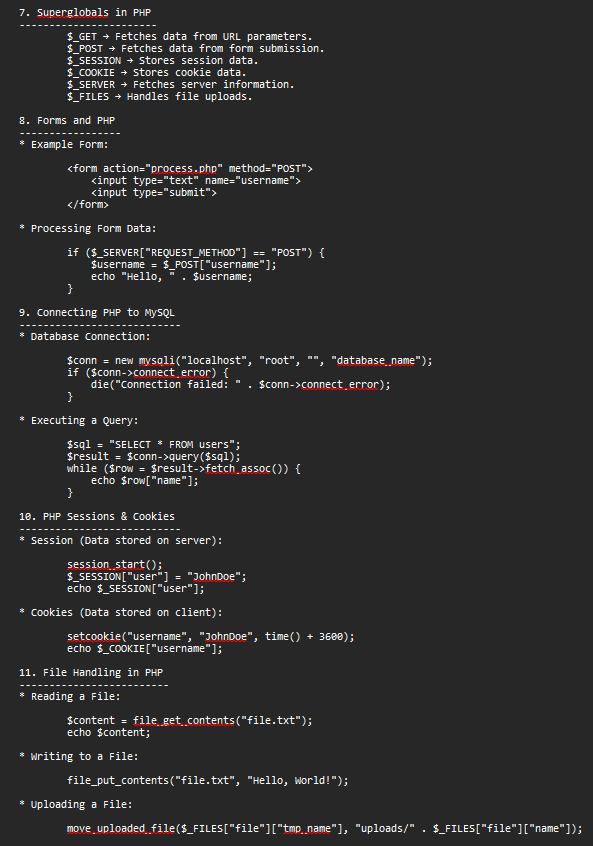 7. Superglobals in PHP
-----------------------
$_GET → Fetches data from URL parameters.
$_POST → Fetches data from form submission.
$_SESSION → Stores session data.
$_COOKIE → Stores cookie data.
$_SERVER → Fetches server information.
$_FILES → Handles file uploads.
8. Forms and PHP
-----------------
* Example Form:
<form action="process.php" method="POST">
<input type="text" name="username">
<input type="submit">
</form>
* Processing Form Data:
if ($_SERVER["REQUEST_METHOD"] == "POST") {
$username = $_POST["username"];
echo "Hello, " . $username;
}
9. Connecting PHP to MySQL
---------------------------
* Database Connection:
$conn = new mysqli("localhost", "root", "", "database_name");
if ($conn->connect_error) {
die("Connection failed: " . $conn->connect_error);
}
* Executing a Query:
$sql = "SELECT * FROM users";
$result = $conn->query($sql);
while ($row = $result->fetch_assoc()) {
echo $row["name"];
}
10. PHP Sessions & Cookies
---------------------------
* Session (Data stored on server):
session_start();
$_SESSION["user"] = "JohnDoe";
echo $_SESSION["user"];
* Cookies (Data stored on client):
setcookie("username", "JohnDoe", time() + 3600);
echo $_COOKIE["username"];
11. File Handling in PHP
-------------------------
* Reading a File:
$content = file_get_contents("file.txt");
echo $content;
* Writing to a File:
file_put_contents("file.txt", "Hello, World!");
* Uploading a File:
move_uploaded_file($_FILES["file"]["tmp_name"], "uploads/" . $_FILES["file"]["name"]);